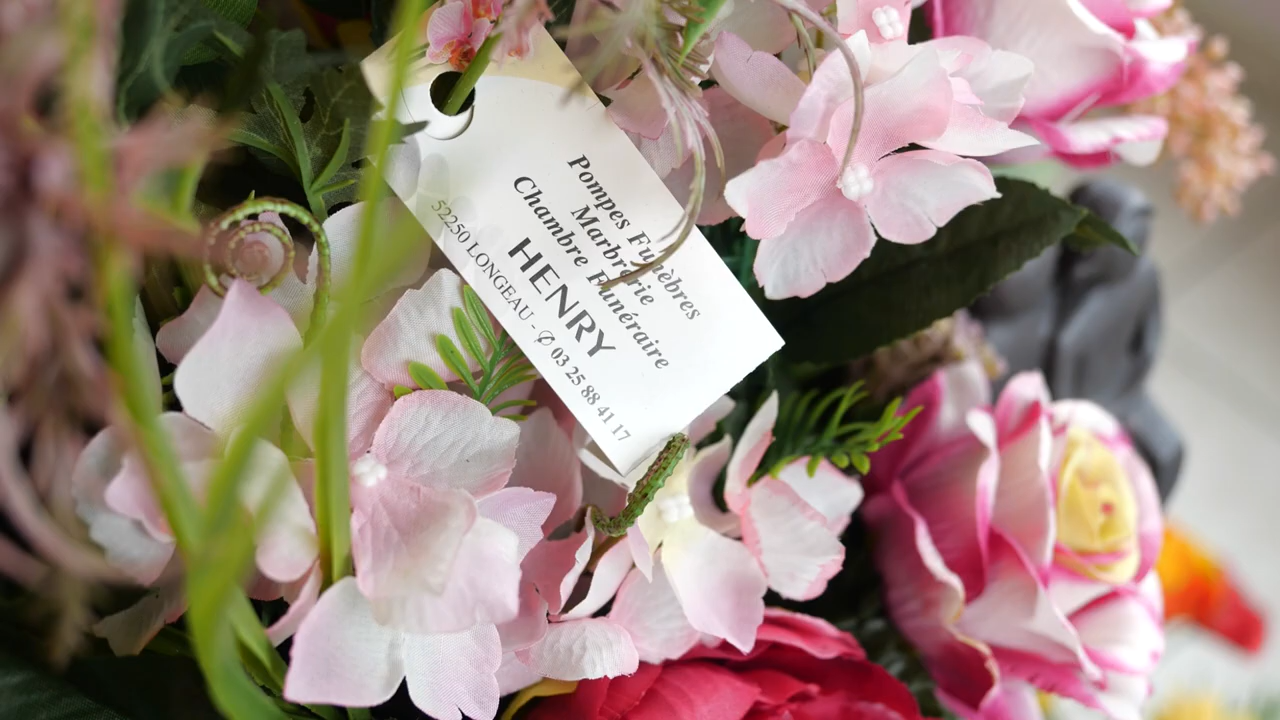 Pompes Funèbres
Marbrerie
Chambre Funéraire
HENRY
52250 LONGEAU - ✆ 03 25 88 41 17